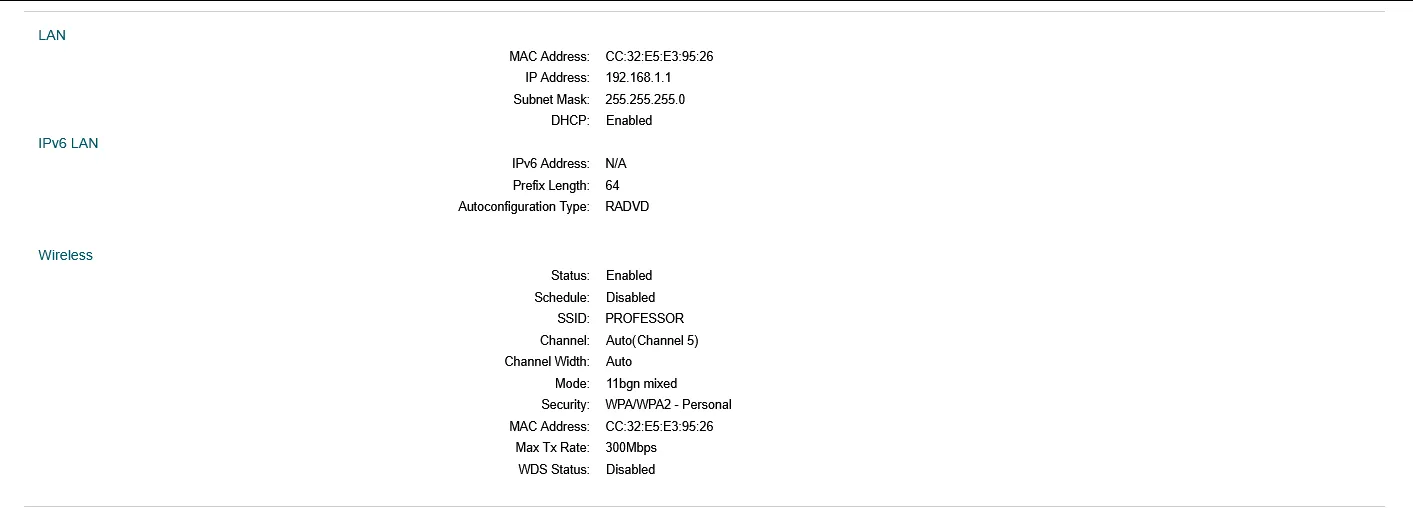 LAN
MAC Address: CC:32:E5:E3:95:26
IP Address: 192.168.1.1
Subnet Mask: 255.255.255.0
DHCP: Enabled
IPv6 LAN
IPv6 Address: N/A
Prefix Length: 64
Autoconfiguration Type: RADVD
Wireless
Status: Enabled
Schedule: Disabled
SSID: PROFESSOR
Channel: Auto(Channel 5)
Channel Width: Auto
Mode: 11bgn mixed
Security: WPA/WPA2 - Personal
MAC Address: CC:32:E5:E3:95:26
Max Tx Rate: 300Mbps
WDS Status: Disabled